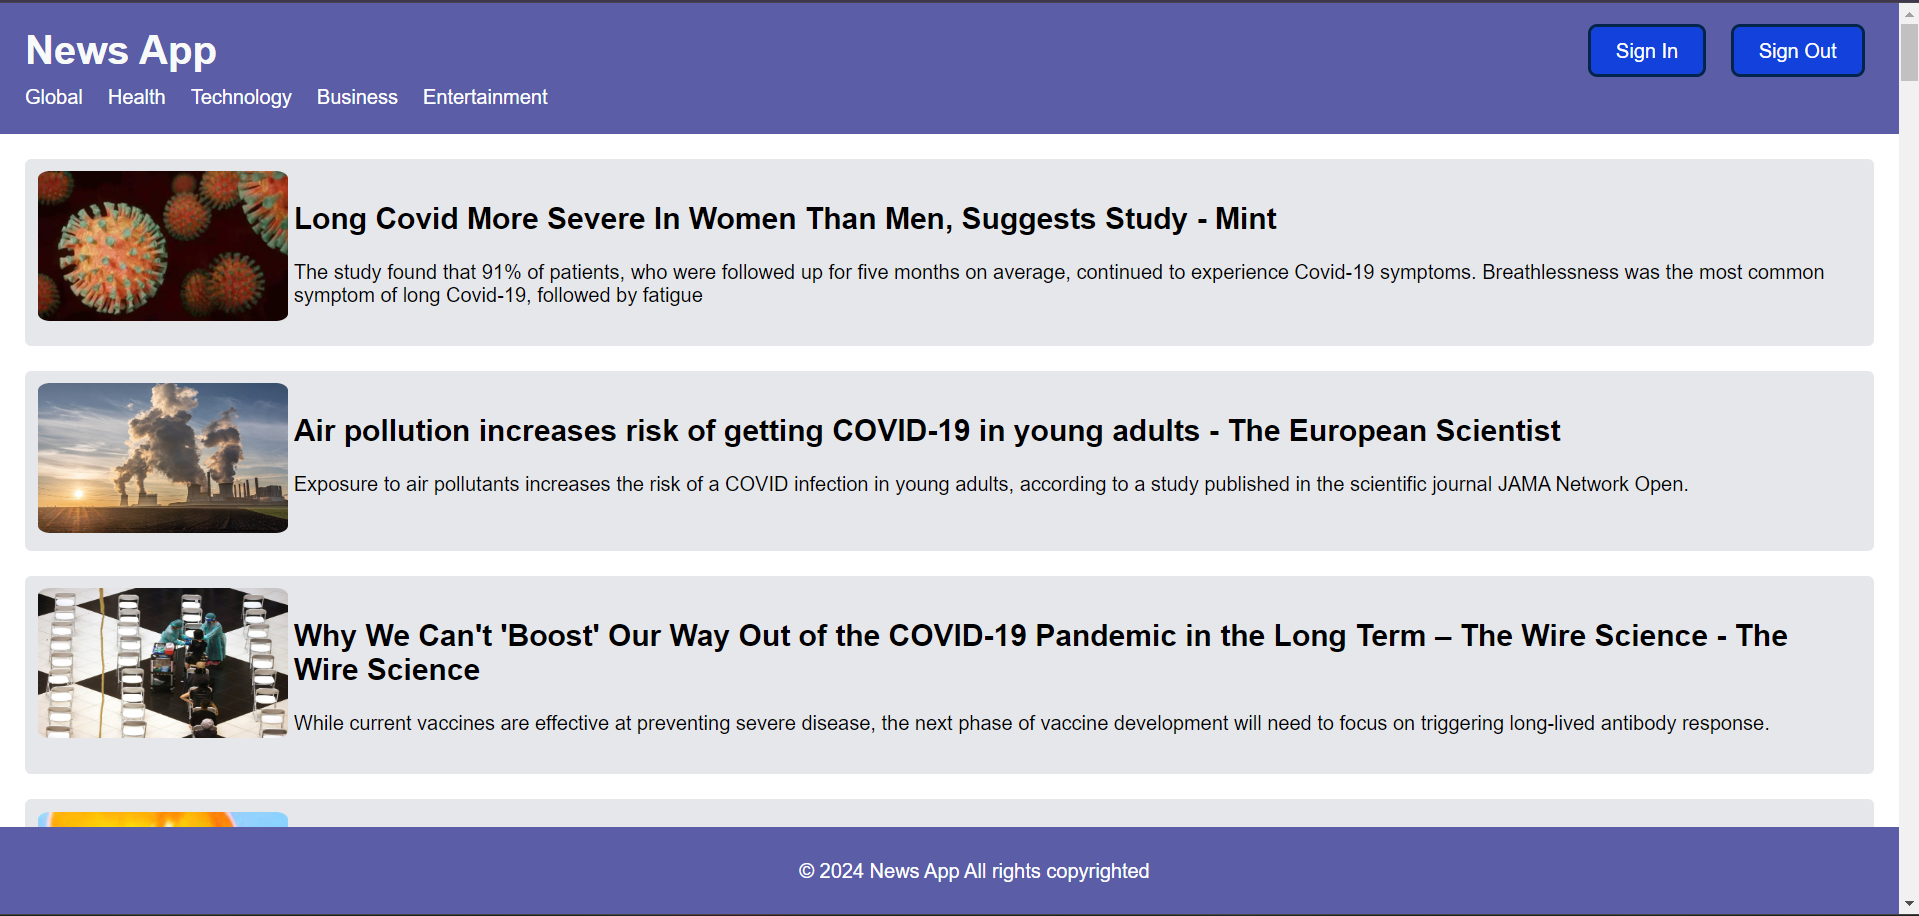 News App
Sign In
Sign Out
Global
Health
Technology
Business
Entertainment
Long Covid More Severe In Women Than Men, Suggests Study - Mint
The study found that 91% of patients, who were followed up for five months on average, continued to experience Covid-19 symptoms. Breathlessness was the most common
symptom of long Covid-19, followed by fatigue
Air pollution increases risk of getting COVID-19 in young adults - The European Scientist
Exposure to air pollutants increases the risk of a COVID infection in young adults, according to a study published in the scientific journal JAMA Network Open.
Why We Can't 'Boost' Our Way Out of the COVID-19 Pandemic in the Long Term – The Wire Science - The
Wire Science
While current vaccines are effective at preventing severe disease, the next phase of vaccine development will need to focus on triggering long-lived antibody response.
© 2024 News App All rights copyrighted